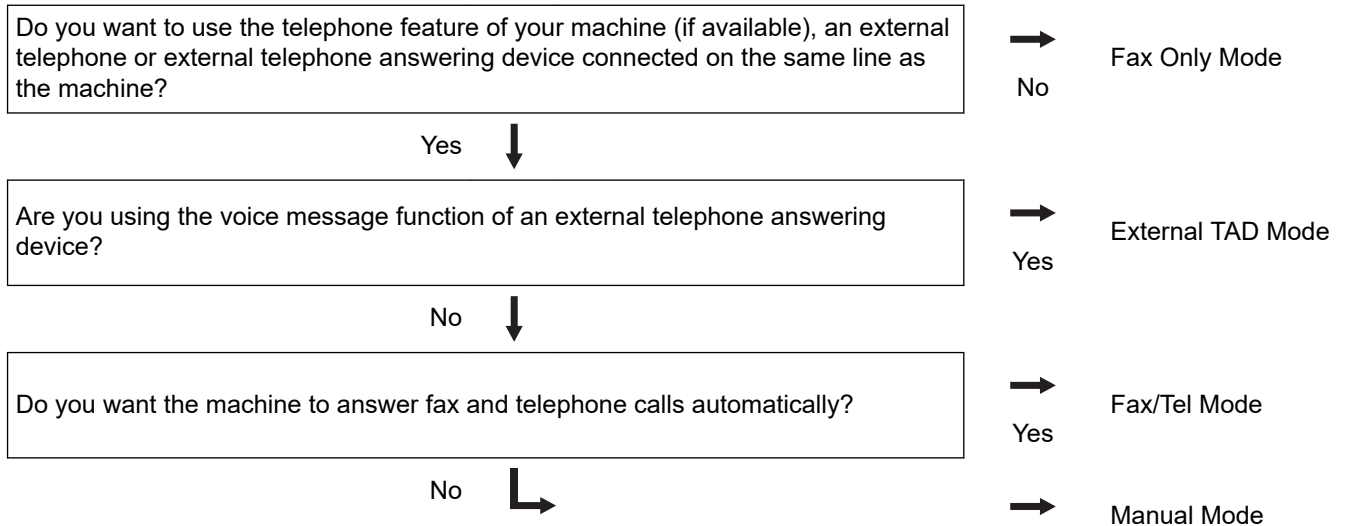 Do you want to use the telephone feature of your machine (if available), an external
telephone or external telephone answering device connected on the same line as
the machine?
Fax Only Mode
No
Yes
Are you using the voice message function of an external telephone answering
device?
External TAD Mode
Yes
No
Do you want the machine to answer fax and telephone calls automatically?
Fax/Tel Mode
Yes
No
Manual Mode